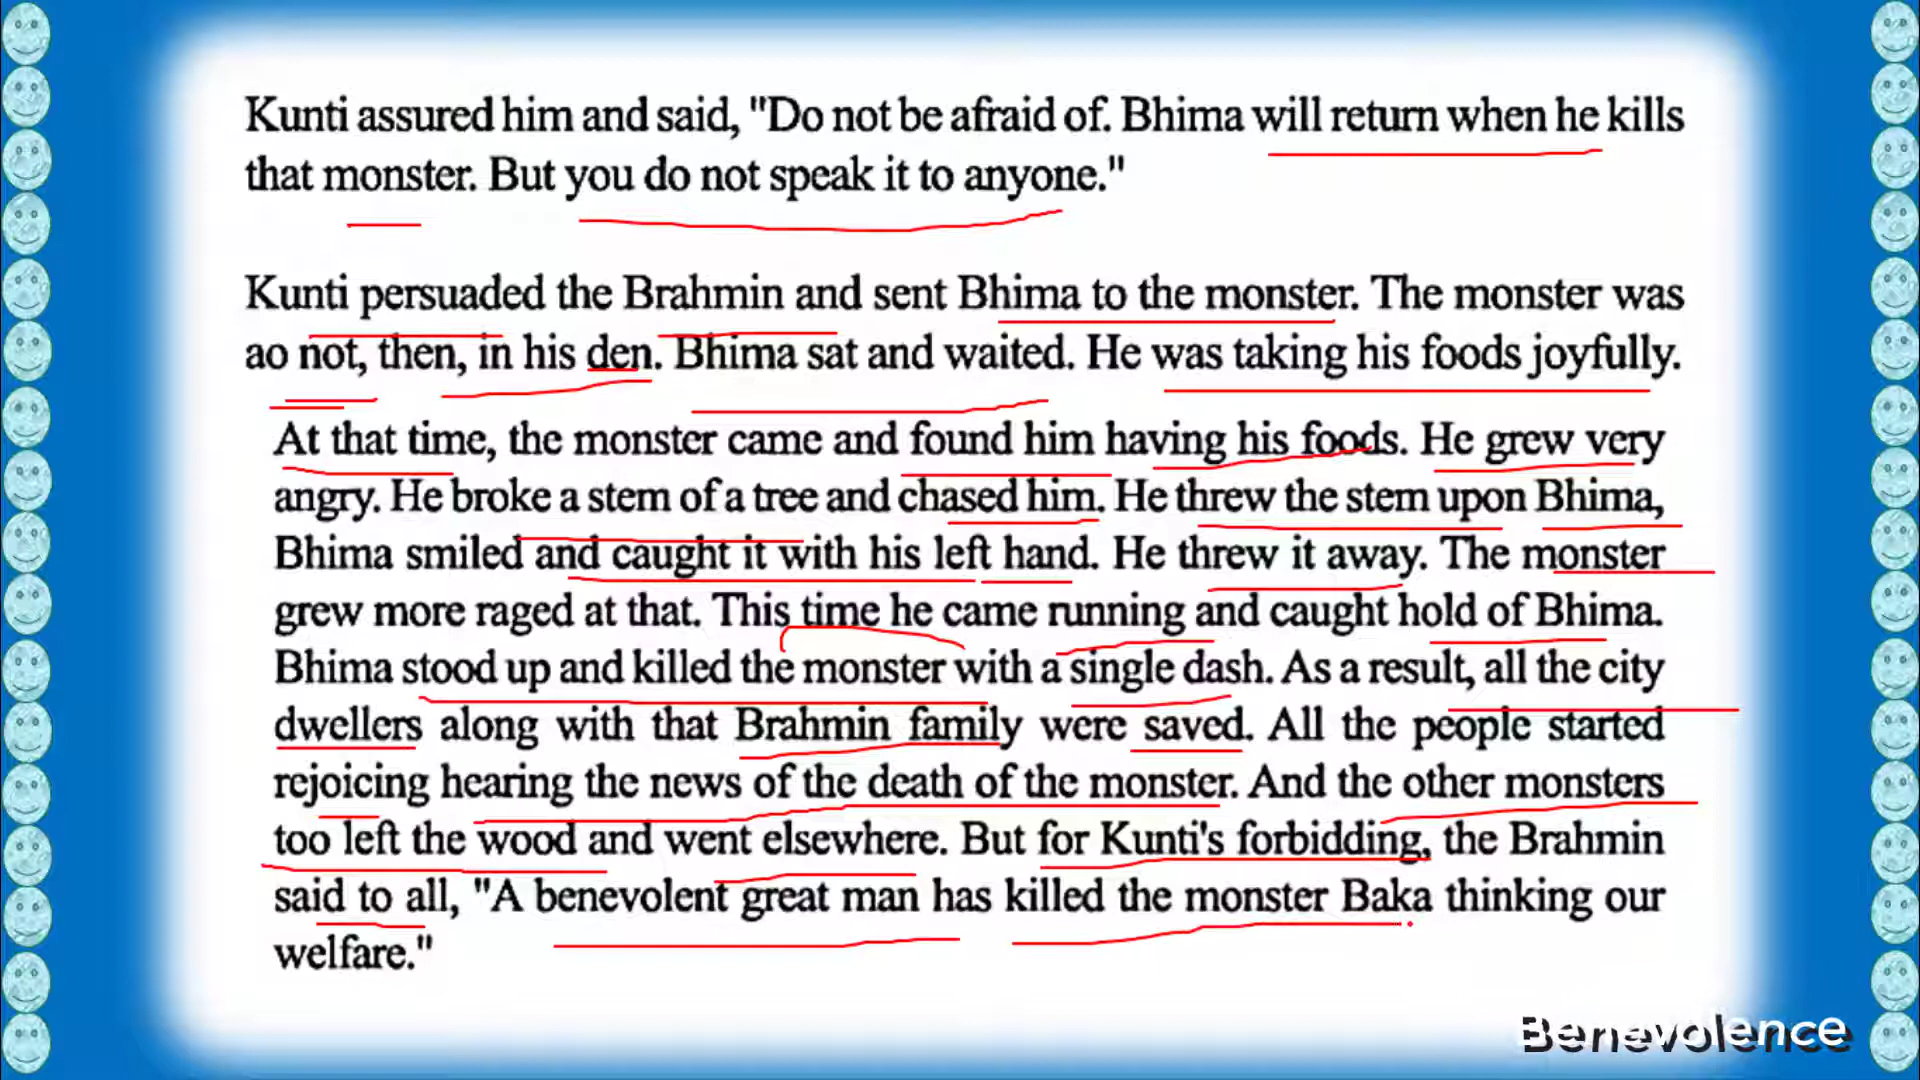 Kunti assured him and said, "Do not be afraid of. Bhima will return when he kills
that monster. But you do not speak it to anyone."
Kunti persuaded the Brahmin and sent Bhima to the monster. The monster was
ao not, then, in his den. Bhima sat and waited. He was taking his foods joyfully.
At that time, the monster came and found him having his foods. He grew very
angry. He broke a stem of a tree and chased him. He threw the stem upon Bhima,
Bhima smiled and caught it with his left hand. He threw it away. The monster
grew more raged at that. This time he came running and caught hold of Bhima.
Bhima stood up and killed the monster with a single dash. As a result, all the city
dwellers along with that Brahmin family were saved. All the people started
rejoicing hearing the news of the death of the monster. And the other monsters
too left the wood and went elsewhere. But for Kunti's forbidding, the Brahmin
said to all, "A benevolent great man has killed the monster Baka thinking our
welfare."
Benevolence